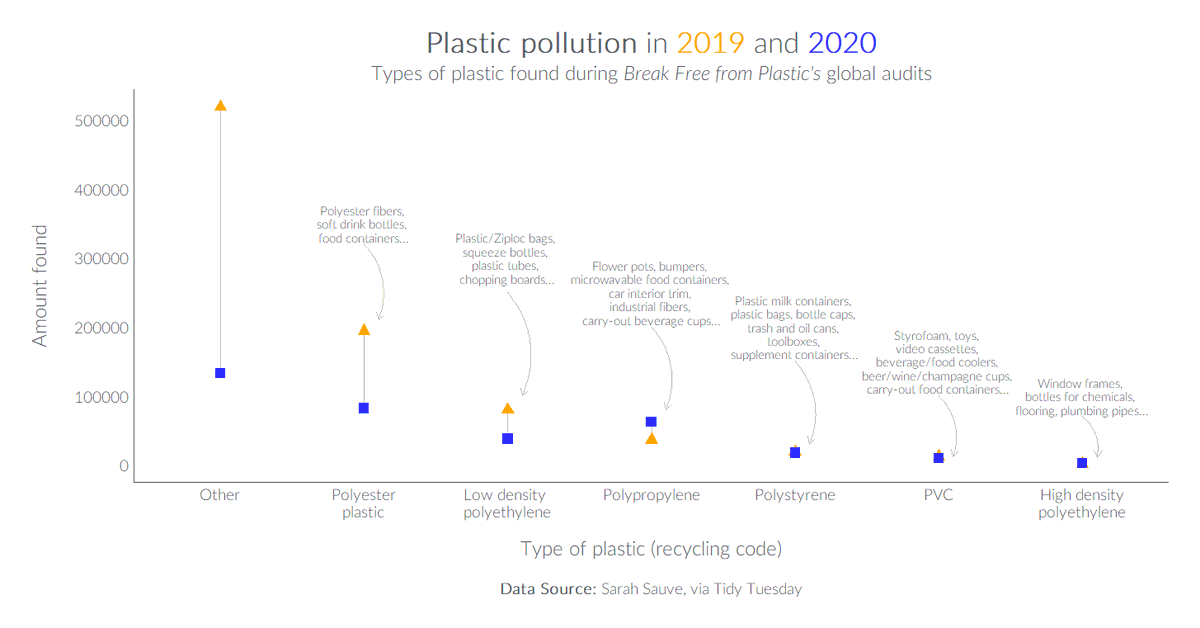 Plastic pollution in 2019 and 2020
Types of plastic found during Break Free from Plastic's global audits
Amount found
500000
400000
300000
200000
100000
0
Polyester fibers,
soft drink bottles,
food containers...
Plastic/Ziploc bags,
squeeze bottles,
plastic tubes,
chopping boards...
Flower pots, bumpers,
microwavable food containers,
car interior trim,
industrial fibers,
carry-out beverage cups...
Plastic milk containers,
plastic bags, bottle caps,
trash and oil cans,
toolboxes,
supplement containers...
Styrofoam, toys,
video cassettes,
beverage/food coolers,
beer/wine/champagne cups,
carry-out food containers...
Window frames,
bottles for chemicals,
flooring, plumbing pipes...
Other
Polyester
plastic
Low density
polyethylene
Polypropylene
Polystyrene
PVC
High density
polyethylene
Type of plastic (recycling code)
Data Source: Sarah Sauve, via Tidy Tuesday